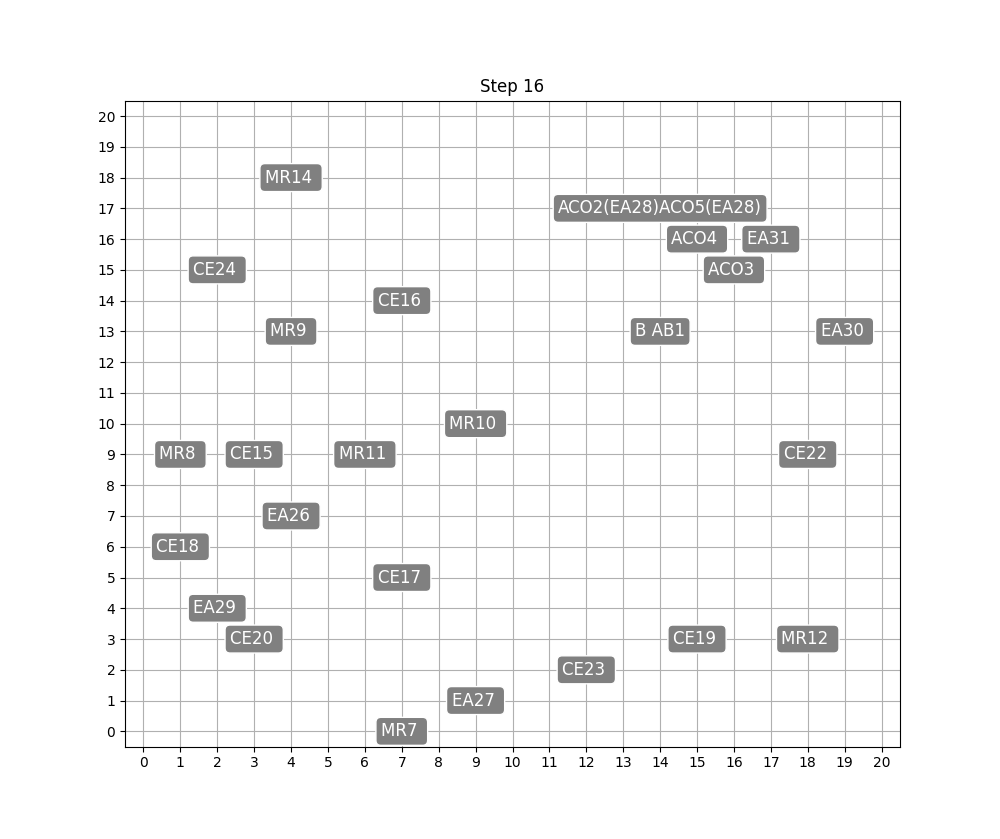 Step 16
20
19
18 MR14
17 ACO2(EA28)ACO5(EA28)
16 ACO4 EA31
15 CE24 ACO3
14 CE16
13 MR9 B AB1 EA30
12
11
10 MR10
9 MR8 CE15 MR11 CE22
8
7 EA26
6 CE18
5 CE17
4 EA29
3 CE20 CE19 MR12
2 CE23
1 EA27
0 MR7
0 1 2 3 4 5 6 7 8 9 10 11 12 13 14 15 16 17 18 19 20